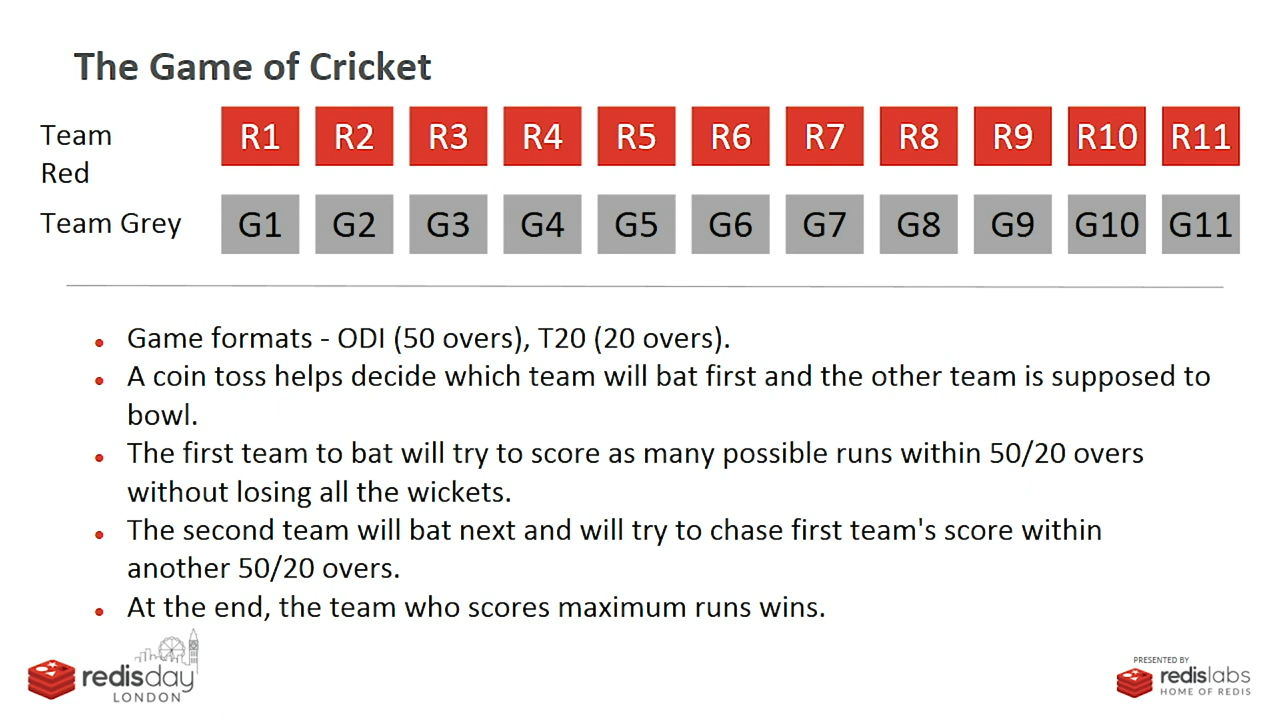 The Game of Cricket
Team
Red
R1 R2 R3 R4 R5 R6 R7 R8 R9 R10 R11
Team Grey
G1 G2 G3 G4 G5 G6 G7 G8 G9 G10 G11
• Game formats - ODI (50 overs), T20 (20 overs).
• A coin toss helps decide which team will bat first and the other team is supposed to
bowl.
• The first team to bat will try to score as many possible runs within 50/20 overs
without losing all the wickets.
• The second team will bat next and will try to chase first team's score within
another 50/20 overs.
• At the end, the team who scores maximum runs wins.
redisday
LONDON
PRESENTED BY
redislabs
HOME OF REDIS